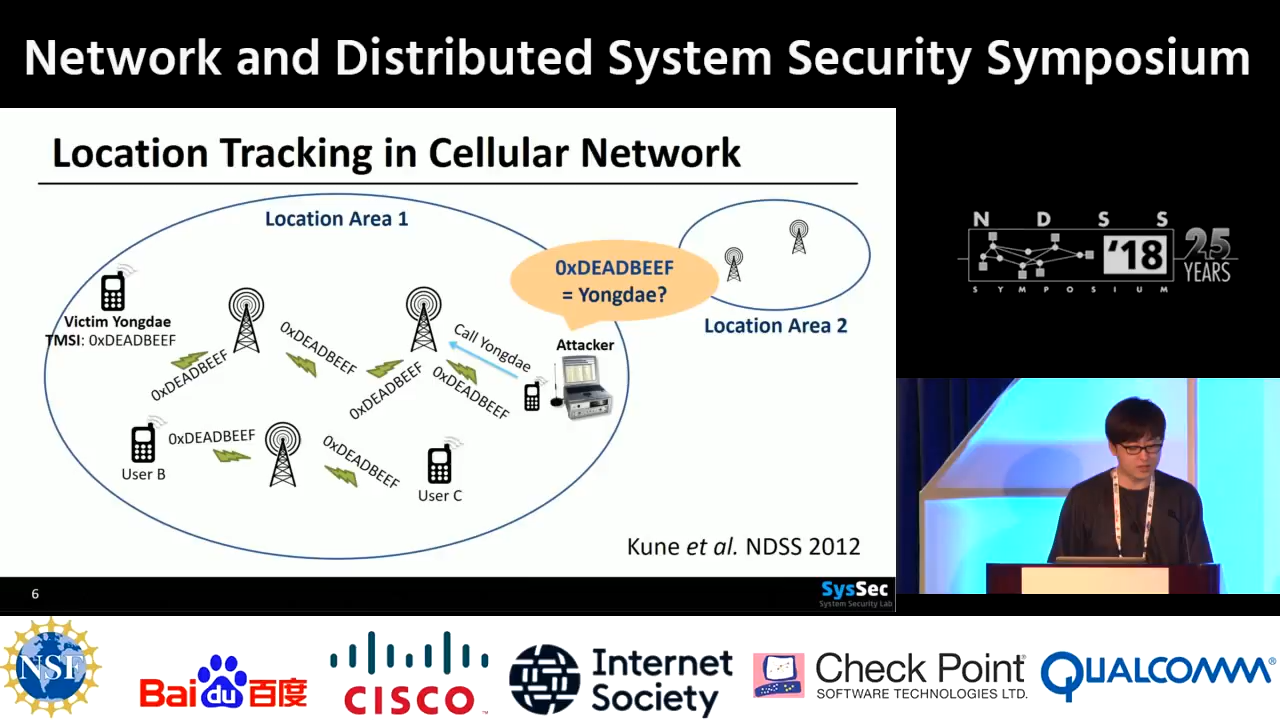 Network and Distributed System Security Symposium
Location Tracking in Cellular Network
Location Area 1
0xDEADBEEF
= Yongdae?
Location Area 2
Victim Yongdae
TMSI: 0xDEADBEEF
0xDEADBEEF
0xDEADBEEF
0xDEADBEEF
0xDEADBEEF
Call Yongdae
Attacker
User B
0xDEADBEEF
0xDEADBEEF
User C
Kune et al. NDSS 2012
6
SysSec
System Security Lab
N D S S
'18
25
YEARS
SYMPOSIUM
NSF
Baidu百度
CISCO
Internet
Society
Check Point
SOFTWARE TECHNOLOGIES LTD.
QUALCOMM®